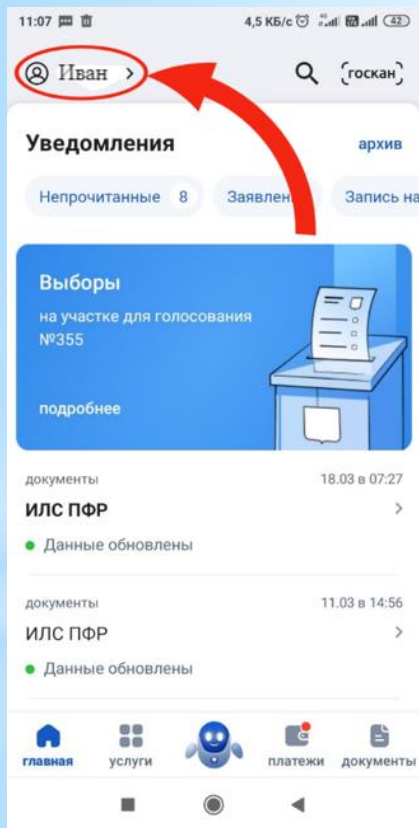 11:07 4,5 КБ/с 4G 42
Иван > [госкан]
Уведомления архив
Непрочитанные 8 Заявлен Запись на
Выборы
на участке для голосования
№355
подробнее
документы 18.03 в 07:27
ИЛС ПФР >
Данные обновлены
документы 11.03 в 14:56
ИЛС ПФР >
Данные обновлены
главная услуги платежи документы